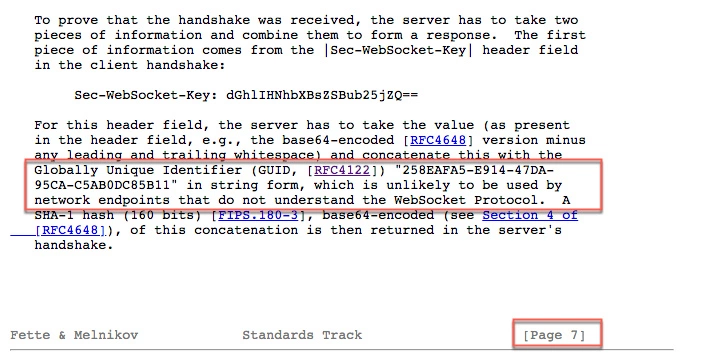 To prove that the handshake was received, the server has to take two
pieces of information and combine them to form a response.  The first
piece of information comes from the |Sec-WebSocket-Key| header field
in the client handshake:
Sec-WebSocket-Key: dGhlIHNhbXBsZSBub25jZQ==
For this header field, the server has to take the value (as present
in the header field, e.g., the base64-encoded [RFC4648] version minus
any leading and trailing whitespace) and concatenate this with the
Globally Unique Identifier (GUID, [RFC4122]) "258EAFA5-E914-47DA-
95CA-C5AB0DC85B11" in string form, which is unlikely to be used by
network endpoints that do not understand the WebSocket Protocol.  A
SHA-1 hash (160 bits) [FIPS.180-3], base64-encoded (see Section 4 of
[RFC4648]), of this concatenation is then returned in the server's
handshake.
Fette & Melnikov Standards Track [Page 7]